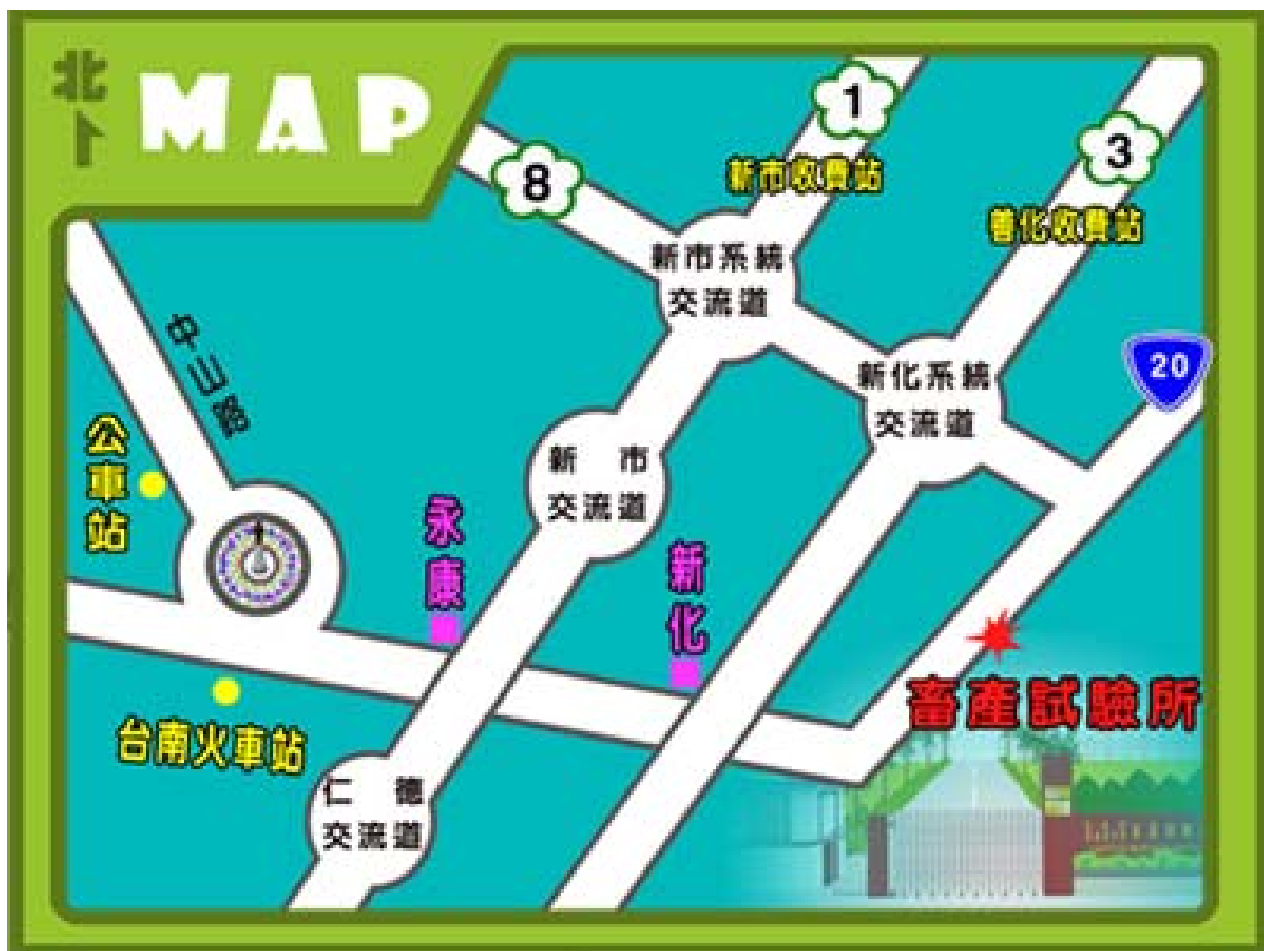 北
MAP
1
3
8
新市收費站
善化收費站
新市系統
交流道
中山路
20
新化系統
交流道
公車站
新 市
交流道
永康
新化
畜產試驗所
台南火車站
仁 德
交流道